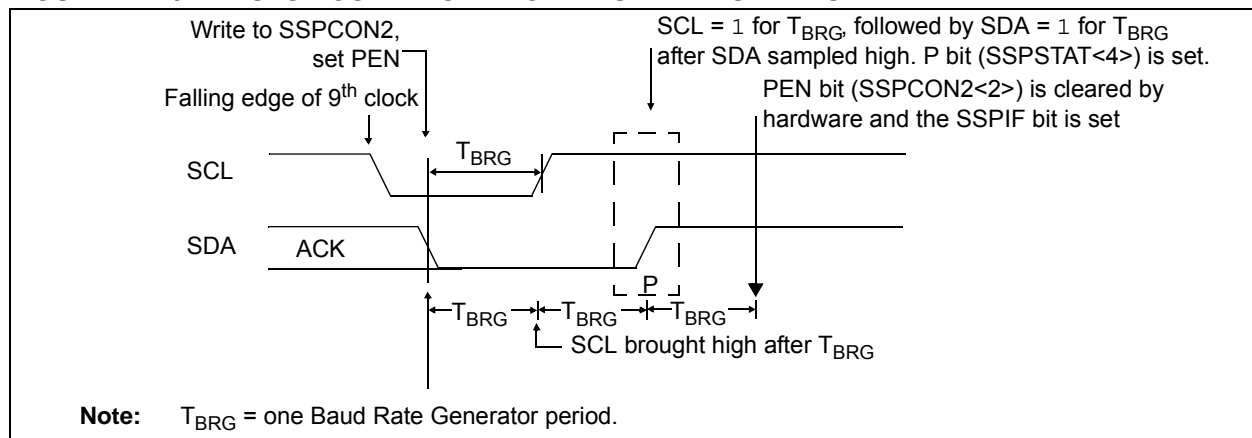 Write to SSPCON2,
set PEN
SCL = 1 for TBRG, followed by SDA = 1 for TBRG
after SDA sampled high. P bit (SSPSTAT<4>) is set.
Falling edge of 9th clock
PEN bit (SSPCON2<2>) is cleared by
hardware and the SSPIF bit is set
TBRG
SCL
SDA
ACK
P
TBRG
TBRG
TBRG
SCL brought high after TBRG
Note: TBRG = one Baud Rate Generator period.